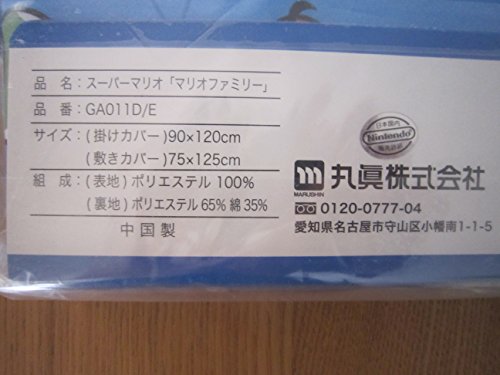 品 名：スーパーマリオ「マリオファミリー」
品 番：GA011D/E
サイズ：(掛けカバー)90×120cm
(敷きカバー)75×125cm
組 成：(表地)ポリエステル 100%
(裏地)ポリエステル 65% 綿 35%
中 国 製
日本国内
Nintendo
販売許諾
MARUSHIN
丸眞株式会社
0120-0777-04
愛知県名古屋市守山区小幡南1-1-5